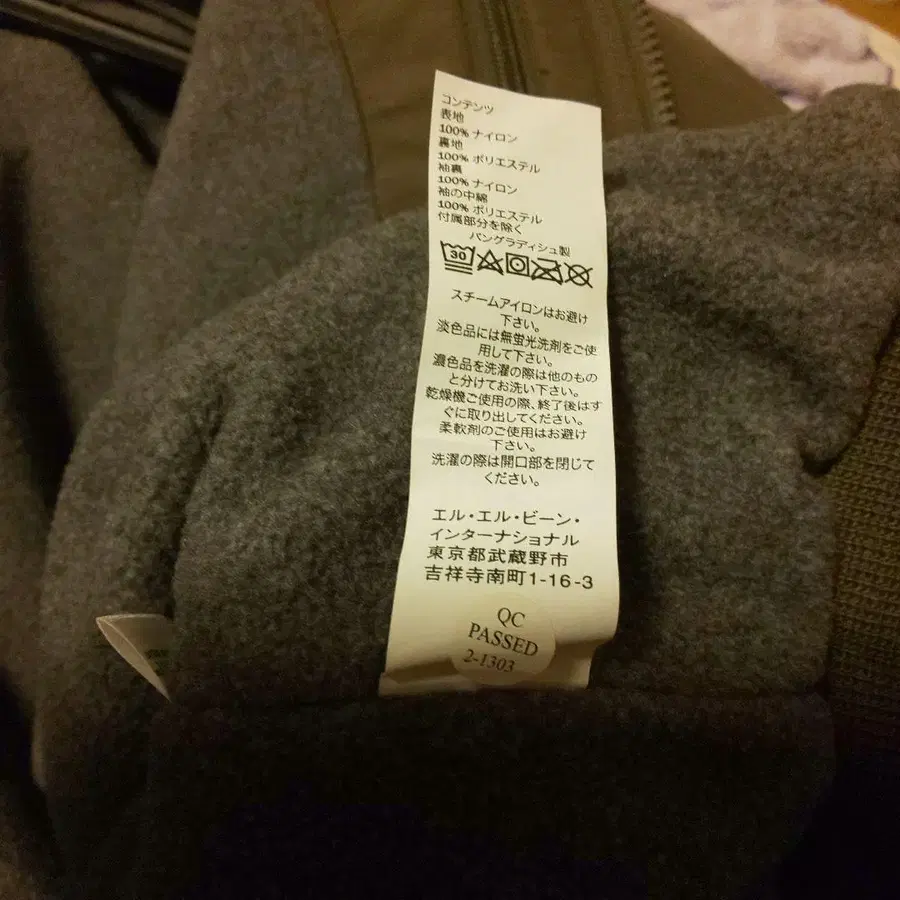 コンテンツ
表地
100% ナイロン
裏地
100% ポリエステル
袖裏
100% ナイロン
袖の中綿
100% ポリエステル
付属部分を除く
バングラディシュ製
30
スチームアイロンはお避け
下さい。
淡色品には無蛍光洗剤をご使
用して下さい。
濃色品を洗濯の際は他のもの
と分けてお洗い下さい。
乾燥機ご使用の際、終了後はす
ぐに取り出してください。
柔軟剤のご使用はお避け
下さい。
洗濯の際は開口部を閉じて
ください。
エル・エル・ビーン・
インターナショナル
東京都武蔵野市
吉祥寺南町1-16-3
QC
PASSED
2-1303